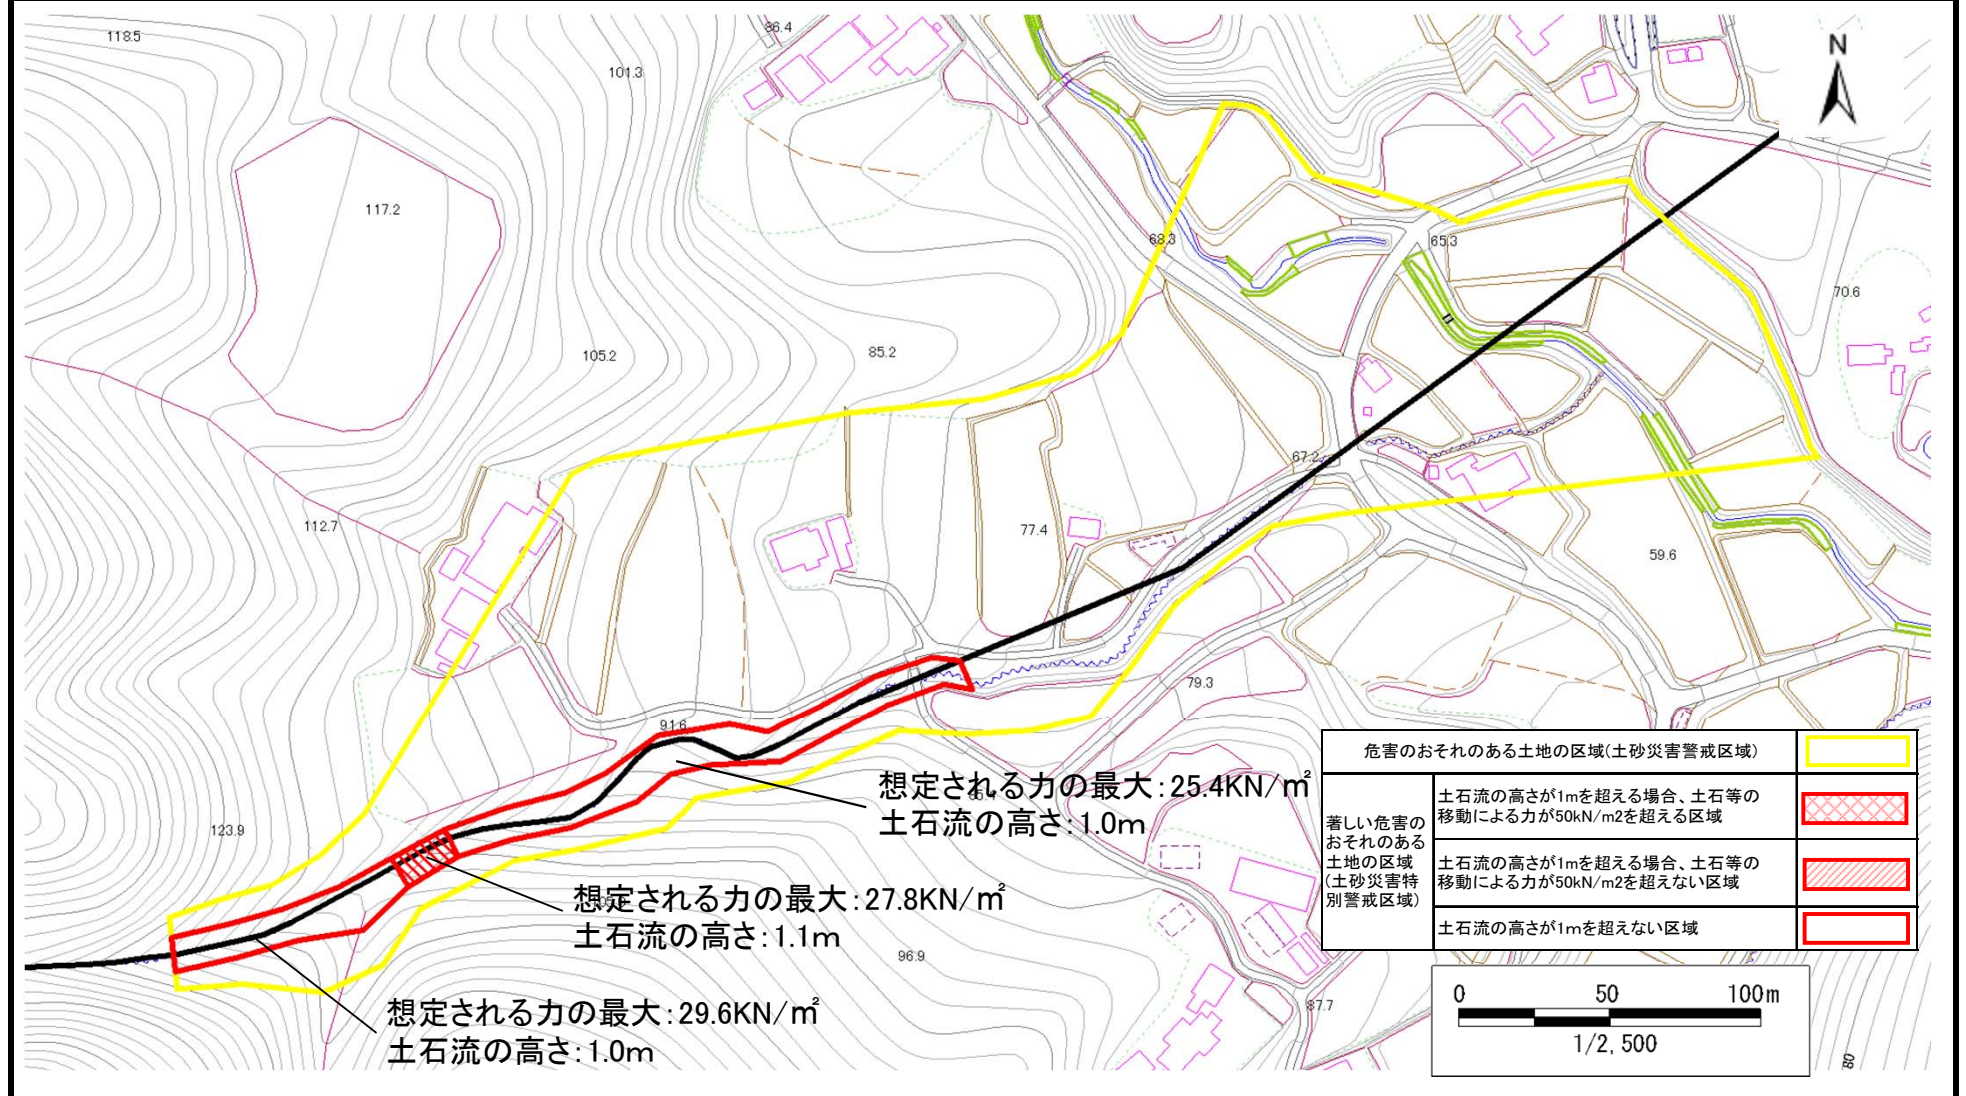 118.5
86.4
101.3
N
117.2
68.3
65.3
70.6
105.2
85.2
67.2
112.7
77.4
59.6
79.3
91.6
123.9
96.9
87.7
80
想定される力の最大:25.4KN/㎡
土石流の高さ:1.0m
想定される力の最大:27.8KN/㎡
土石流の高さ:1.1m
想定される力の最大:29.6KN/㎡
土石流の高さ:1.0m
危害のおそれのある土地の区域(土砂災害警戒区域)
著しい危害の
おそれのある
土地の区域
(土砂災害特
別警戒区域)
土石流の高さが1mを超える場合、土石等の
移動による力が50kN/m2を超える区域
土石流の高さが1mを超える場合、土石等の
移動による力が50kN/m2を超えない区域
土石流の高さが1mを超えない区域
0 50 100m
1/2,500